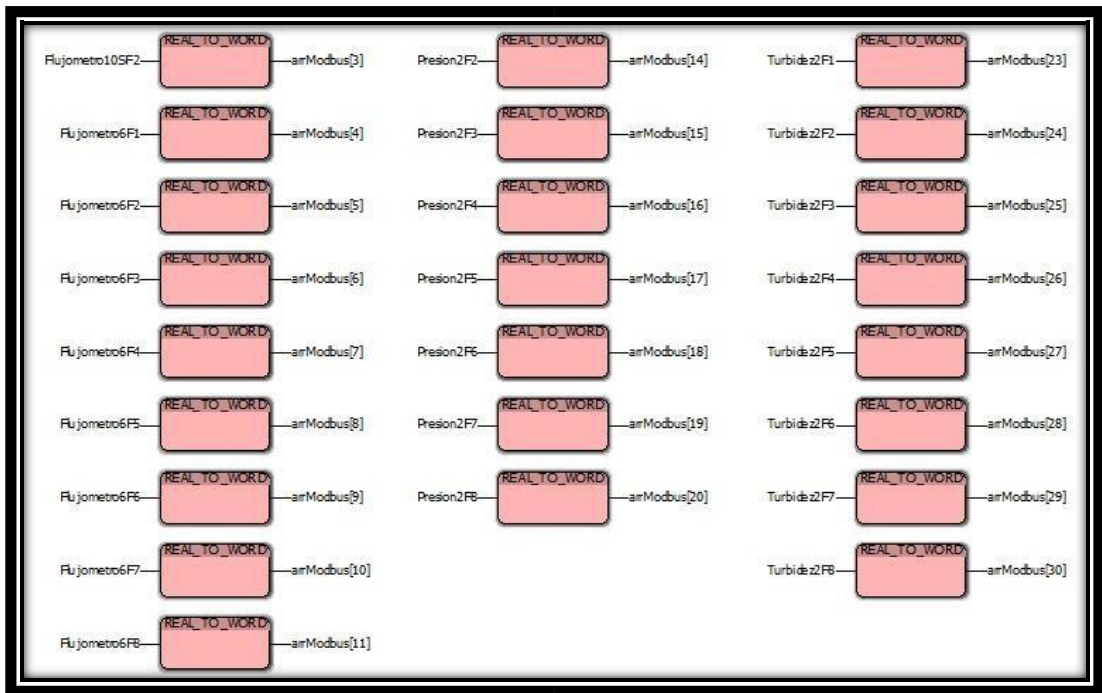 REAL_TO_WORD REAL_TO_WORD REAL_TO_WORD
Flujometro10SF2 arrModbus[3] Presion2F2 arrModbus[14] Turbidez2F1 arrModbus[23]
REAL_TO_WORD REAL_TO_WORD REAL_TO_WORD
Flujometro6F1 arrModbus[4] Presion2F3 arrModbus[15] Turbidez2F2 arrModbus[24]
REAL_TO_WORD REAL_TO_WORD REAL_TO_WORD
Flujometro6F2 arrModbus[5] Presion2F4 arrModbus[16] Turbidez2F3 arrModbus[25]
REAL_TO_WORD REAL_TO_WORD REAL_TO_WORD
Flujometro6F3 arrModbus[6] Presion2F5 arrModbus[17] Turbidez2F4 arrModbus[26]
REAL_TO_WORD REAL_TO_WORD REAL_TO_WORD
Flujometro6F4 arrModbus[7] Presion2F6 arrModbus[18] Turbidez2F5 arrModbus[27]
REAL_TO_WORD REAL_TO_WORD REAL_TO_WORD
Flujometro6F5 arrModbus[8] Presion2F7 arrModbus[19] Turbidez2F6 arrModbus[28]
REAL_TO_WORD REAL_TO_WORD REAL_TO_WORD
Flujometro6F6 arrModbus[9] Presion2F8 arrModbus[20] Turbidez2F7 arrModbus[29]
REAL_TO_WORD REAL_TO_WORD
Flujometro6F7 arrModbus[10] Turbidez2F8 arrModbus[30]
REAL_TO_WORD
Flujometro6F8 arrModbus[11]